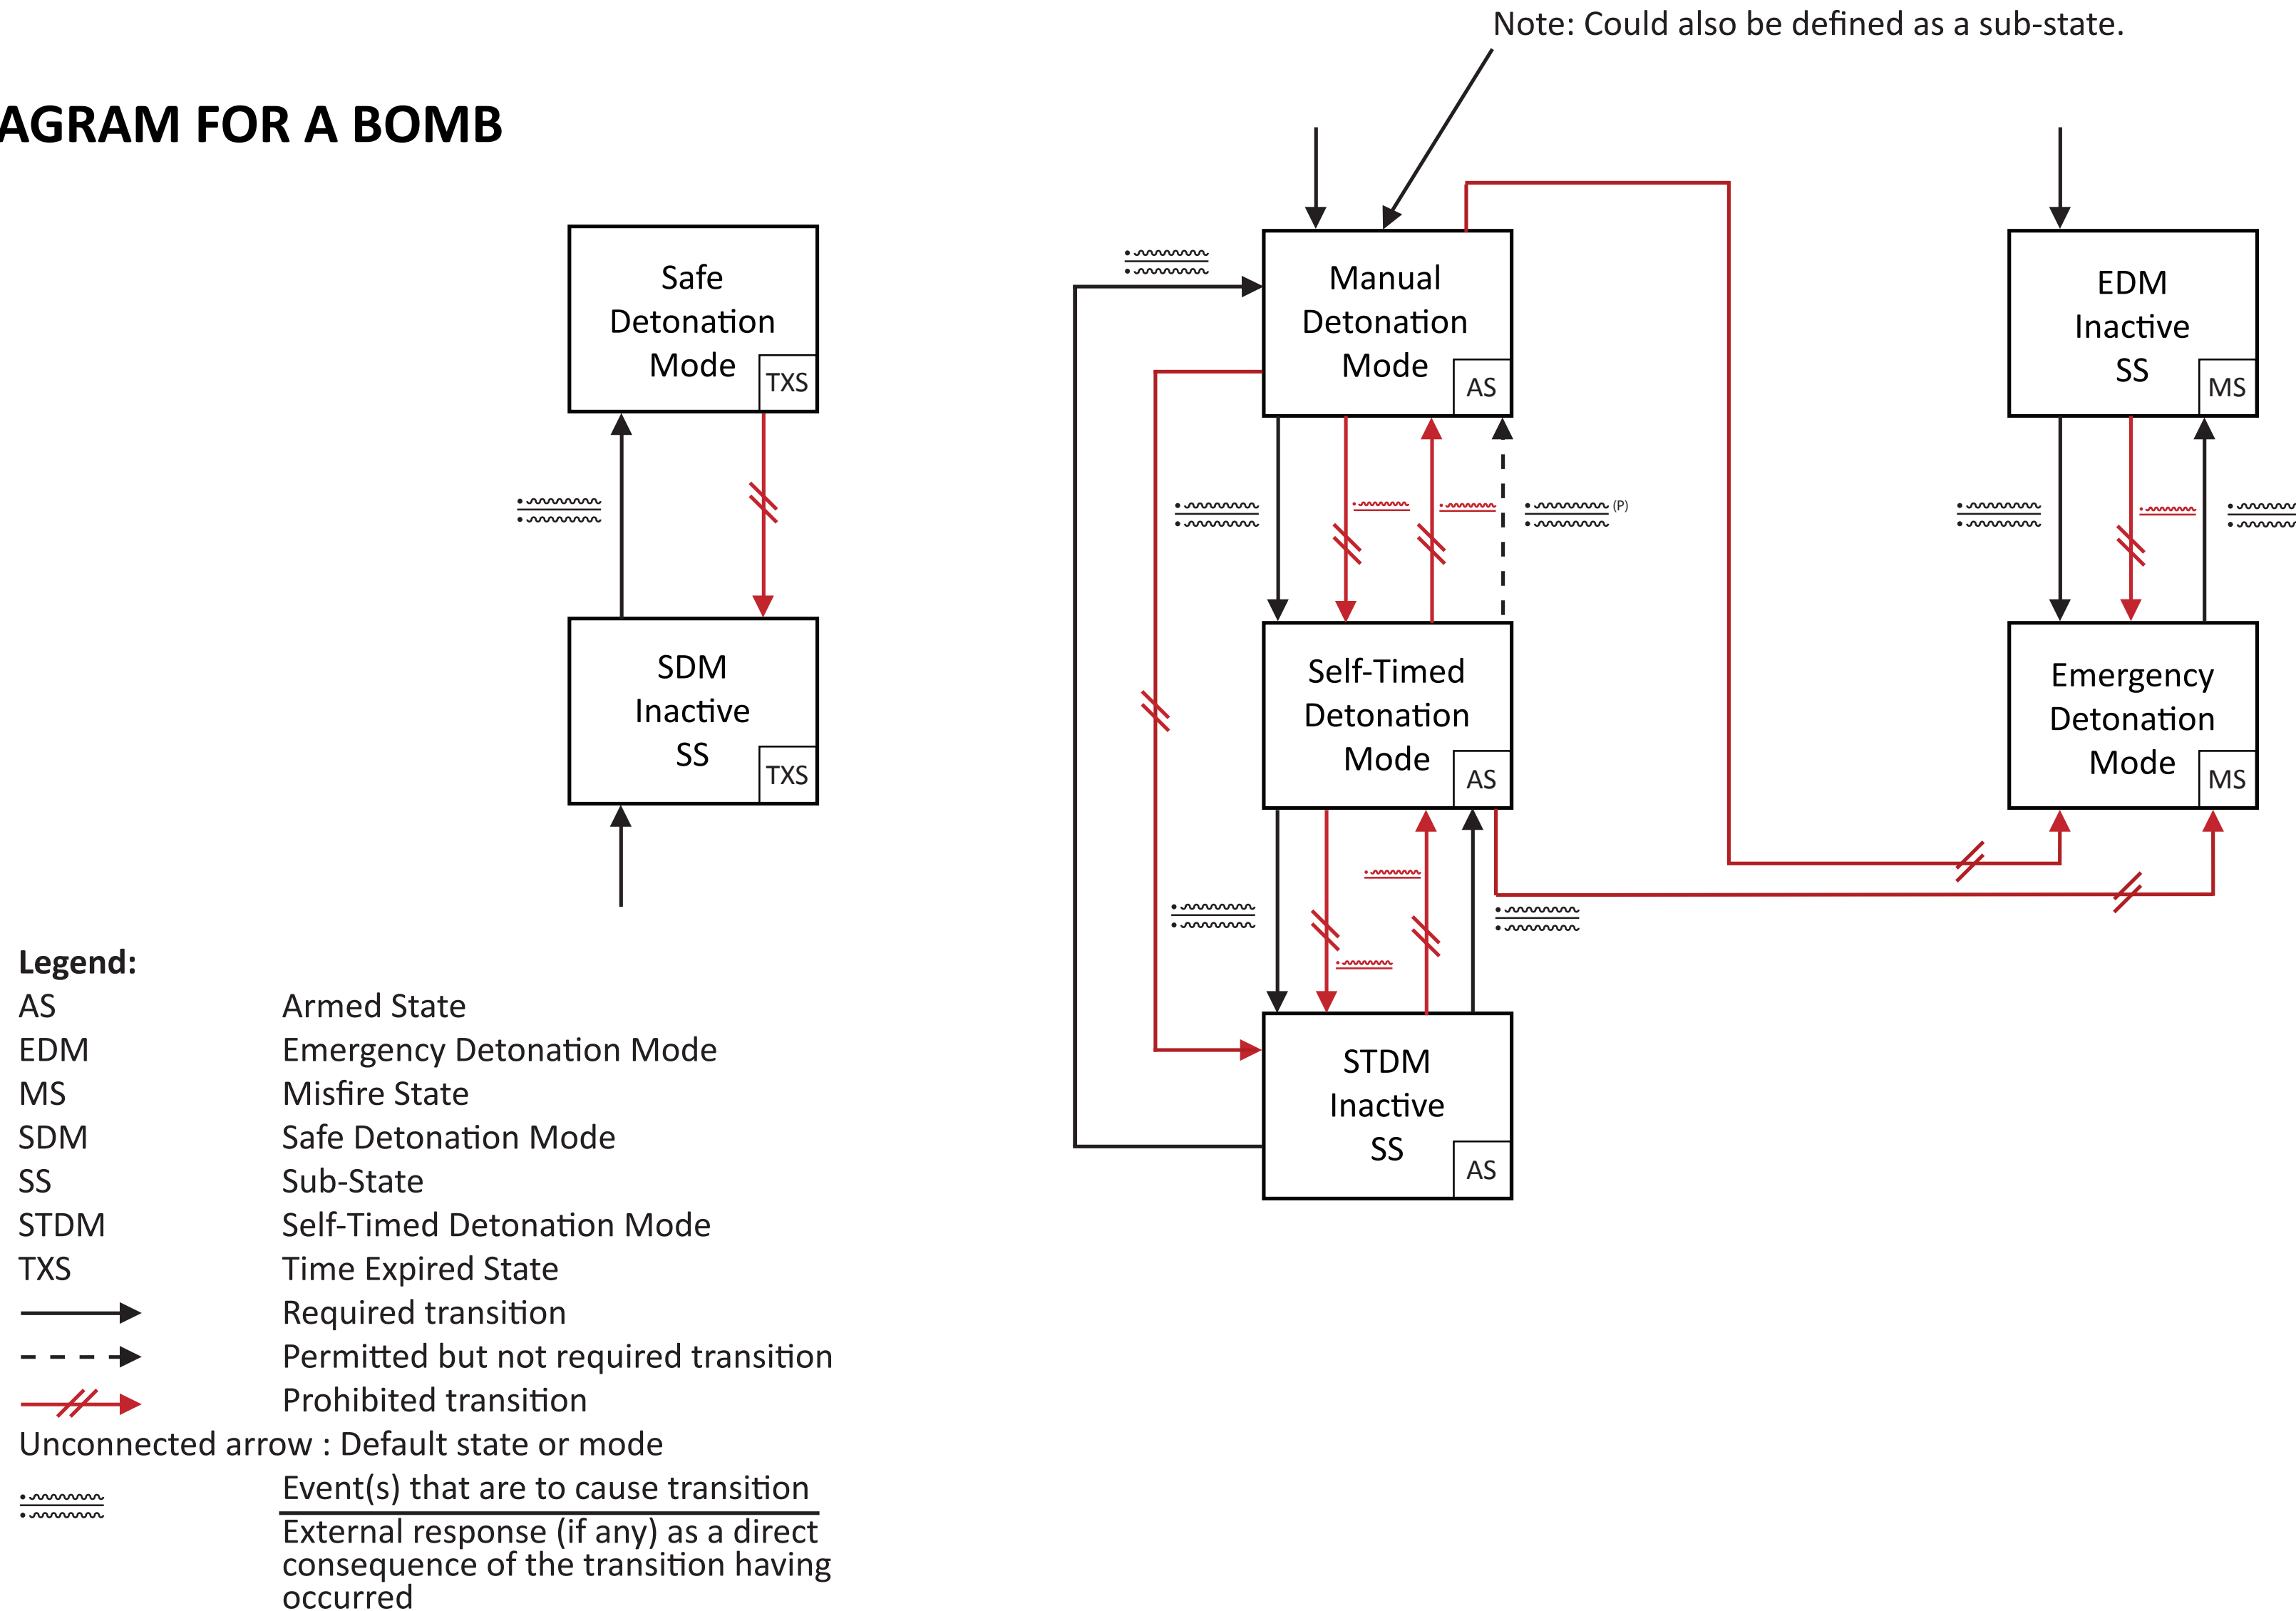 Note: Could also be defined as a sub-state.
AGRAM FOR A BOMB
Safe
Detonation
Mode
TXS
SDM
Inactive
SS
TXS
Manual
Detonation
Mode
AS
(P)
Self-Timed
Detonation
Mode
AS
STDM
Inactive
SS
AS
EDM
Inactive
SS
MS
Emergency
Detonation
Mode
MS
Legend:
AS Armed State
EDM Emergency Detonation Mode
MS Misfire State
SDM Safe Detonation Mode
SS Sub-State
STDM Self-Timed Detonation Mode
TXS Time Expired State
Required transition
Permitted but not required transition
Prohibited transition
Unconnected arrow : Default state or mode
Event(s) that are to cause transition
External response (if any) as a direct
consequence of the transition having
occurred